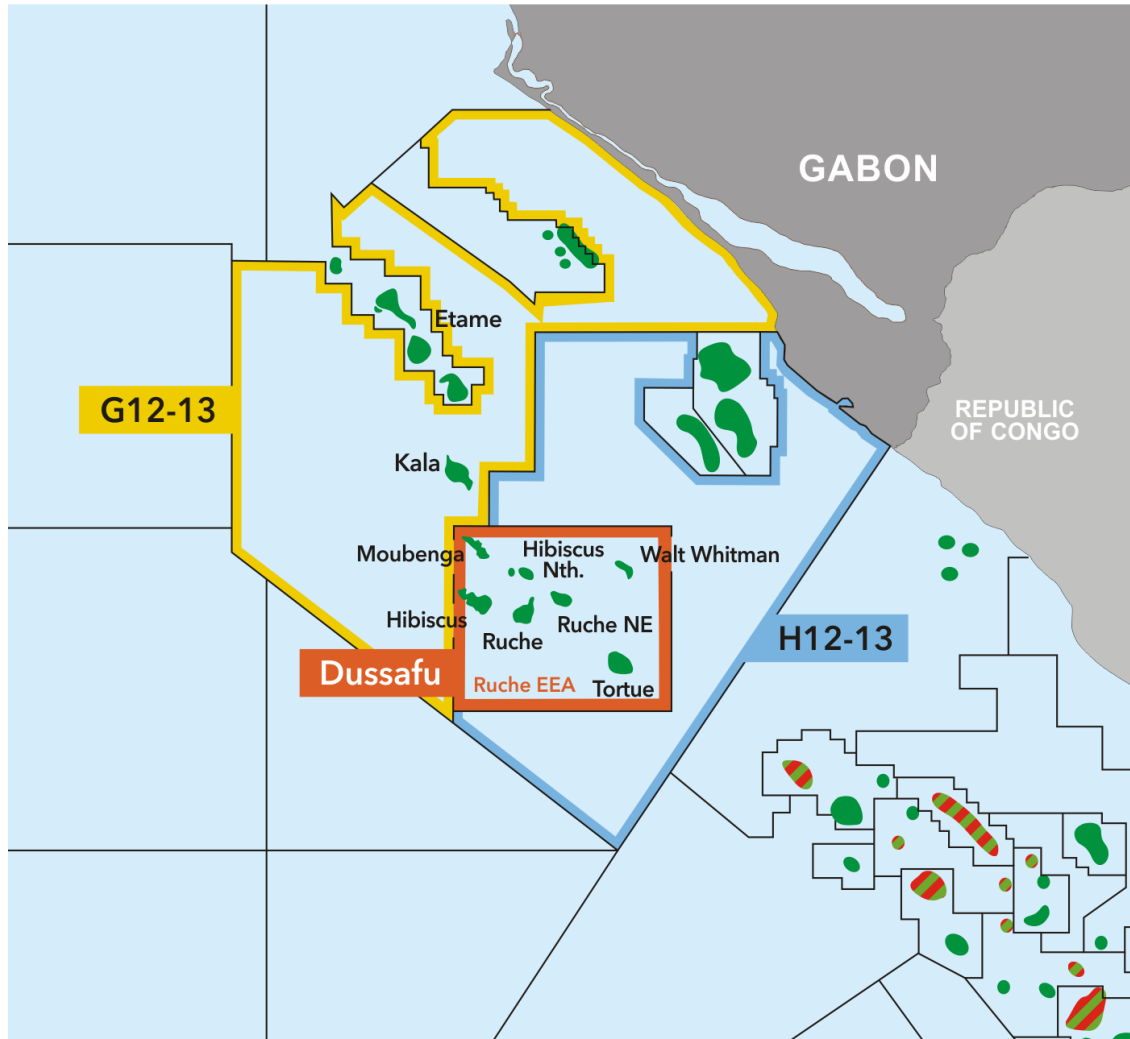 GABON
Etame
G12-13
REPUBLIC
OF CONGO
Kala
Moubenga
Hibiscus
Nth.
Walt Whitman
Hibiscus
Ruche
Ruche NE
H12-13
Dussafu
Ruche EEA
Tortue